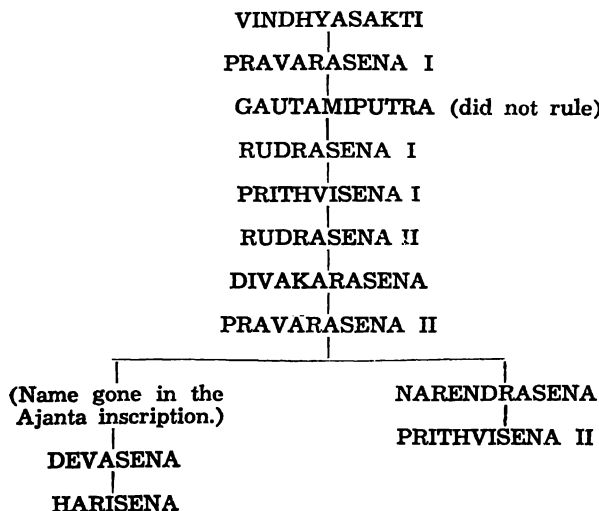 VINDHYASAKTI
PRAVARASENA I
GAUTAMIPUTRA (did not rule)
RUDRASENA I
PRITHVISENA I
RUDRASENA II
DIVAKARASENA
PRAVARASENA II
(Name gone in the
Ajanta inscription.)
DEVASENA
HARISENA
NARENDRASENA
PRITHVISENA II